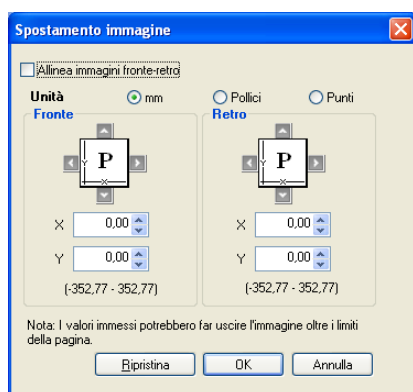 Spostamento immagine
Allinea immagini fronte-retro
Unità mm Pollici Punti
Fronte Retro
Y P Y P
X X
X 0,00 X 0,00
Y 0,00 Y 0,00
(-352,77 - 352,77) (-352,77 - 352,77)
Nota: I valori immessi potrebbero far uscire l'immagine oltre i limiti
della pagina.
Ripristina OK Annulla